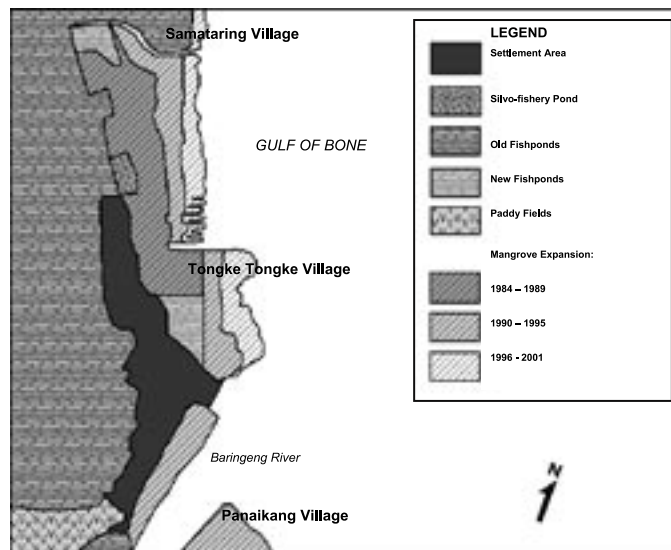 Samataring Village
GULF OF BONE
Tongke Tongke Village
Baringeng River
Panaikang Village
N
LEGEND
Settlement Area
Silvo-fishery Pond
Old Fishponds
New Fishponds
Paddy Fields
Mangrove Expansion:
1984 – 1989
1990 – 1995
1996 - 2001